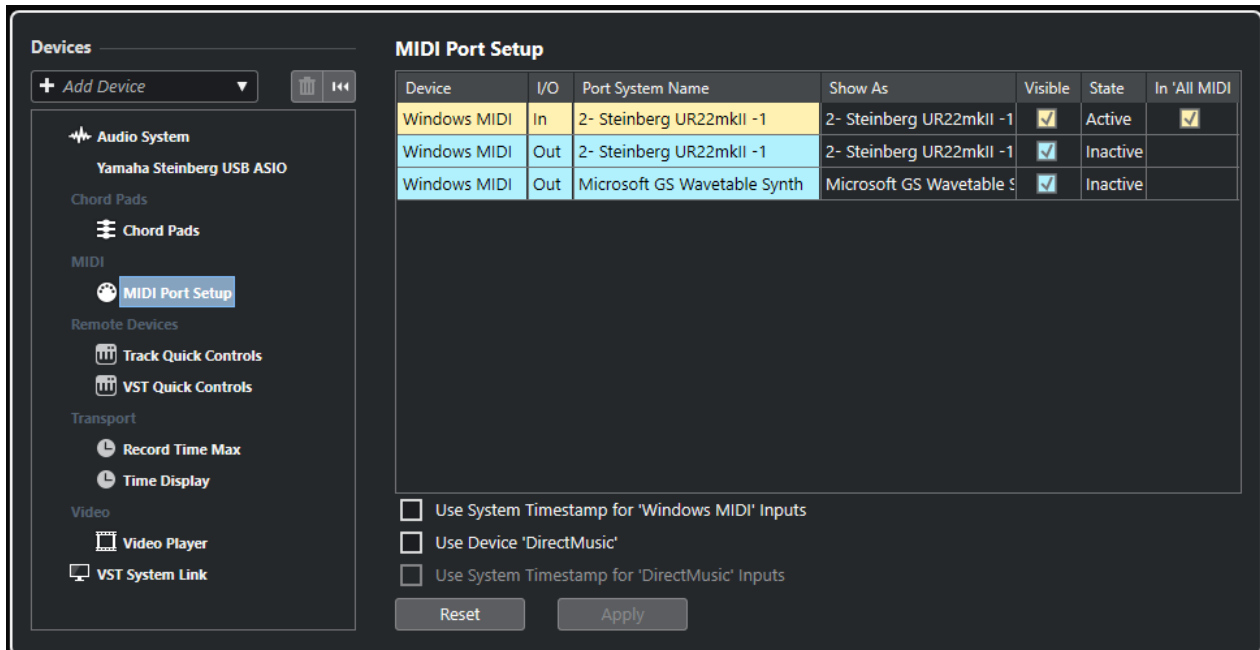 Devices
MIDI Port Setup
+ Add Device
Device I/O Port System Name Show As Visible State In 'All MIDI
Windows MIDI In 2- Steinberg UR22mkII -1 2- Steinberg UR22mkII -1 Active
Windows MIDI Out 2- Steinberg UR22mkII -1 2- Steinberg UR22mkII -1 Inactive
Windows MIDI Out Microsoft GS Wavetable Synth Microsoft GS Wavetable S Inactive
Audio System
Yamaha Steinberg USB ASIO
Chord Pads
Chord Pads
MIDI
MIDI Port Setup
Remote Devices
Track Quick Controls
VST Quick Controls
Transport
Record Time Max
Time Display
Video
Video Player
VST System Link
Use System Timestamp for 'Windows MIDI' Inputs
Use Device 'DirectMusic'
Use System Timestamp for 'DirectMusic' Inputs
Reset Apply